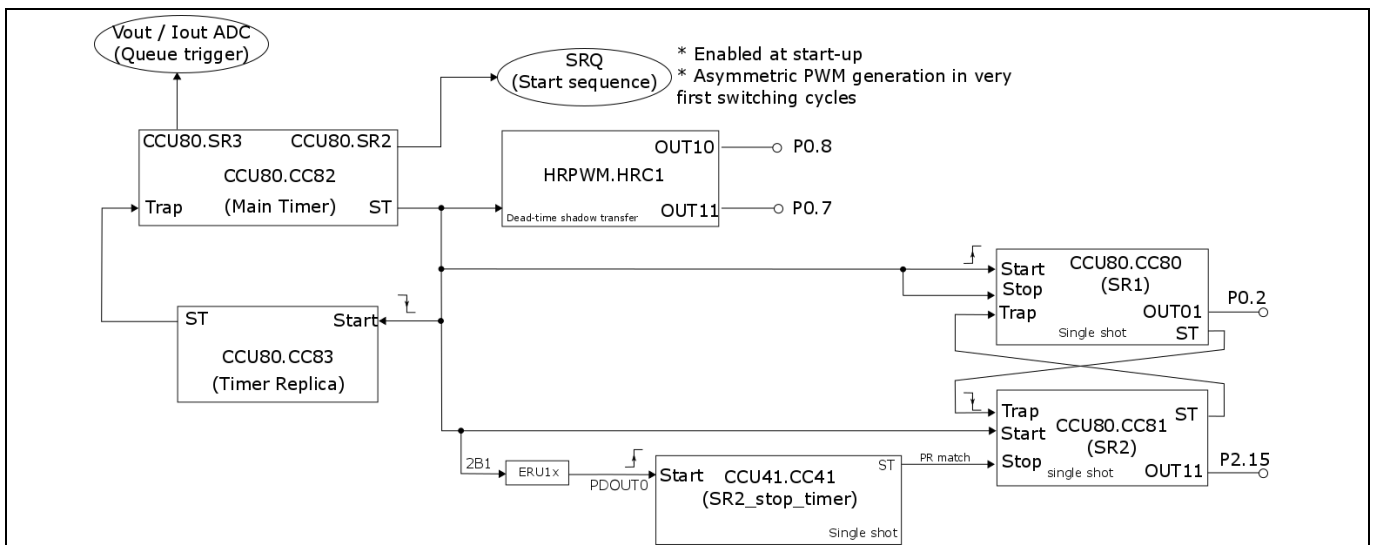 Vout / Iout ADC
(Queue trigger)
SRQ
(Start sequence)
* Enabled at start-up
* Asymmetric PWM generation in very
first switching cycles
CCU80.SR3 CCU80.SR2
CCU80.CC82
Trap (Main Timer) ST
OUT10
HRPWM.HRC1
Dead-time shadow transfer OUT11
P0.8
P0.7
ST Start
CCU80.CC83
(Timer Replica)
Start CCU80.CC80
Stop (SR1)
Trap OUT01
Single shot ST
P0.2
Trap ST
Start CCU80.CC81
(SR2)
Stop single shot OUT11
P2.15
2B1
ERU1x
PDOUT0
Start CCU41.CC41 ST
(SR2_stop_timer)
Single shot
PR match